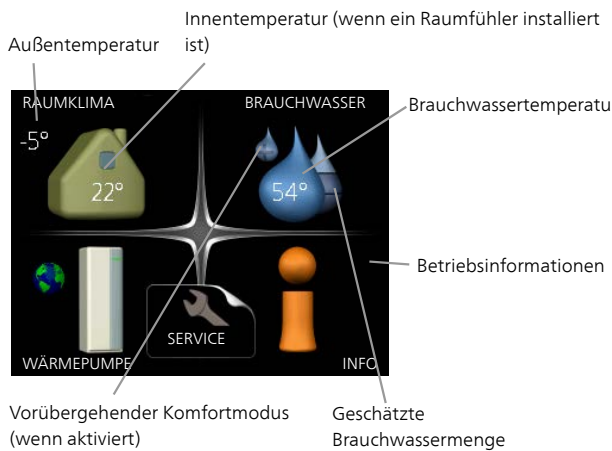 Innentemperatur (wenn ein Raumfühler installiert
ist)
Außentemperatur
RAUMKLIMA
BRAUCHWASSER
Brauchwassertemperatu
-5°
22°
54°
Betriebsinformationen
SERVICE
WÄRMEPUMPE
INFO
Vorübergehender Komfortmodus
(wenn aktiviert)
Geschätzte
Brauchwassermenge